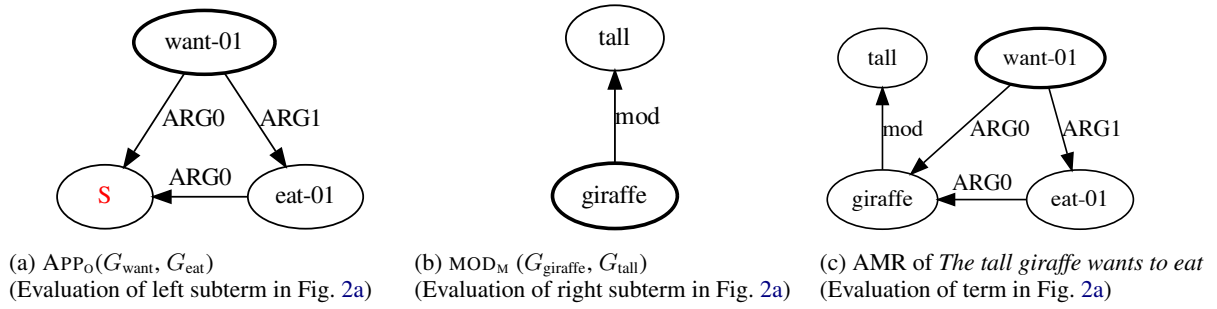 want-01
ARG0
ARG1
S
ARG0
eat-01
(a) APPO(Gwant, Geat)
(Evaluation of left subterm in Fig. 2a)
tall
mod
giraffe
(b) MODM (Ggiraffe, Gtall)
(Evaluation of right subterm in Fig. 2a)
tall
want-01
mod
ARG0
ARG1
giraffe
ARG0
eat-01
(c) AMR of The tall giraffe wants to eat
(Evaluation of term in Fig. 2a)